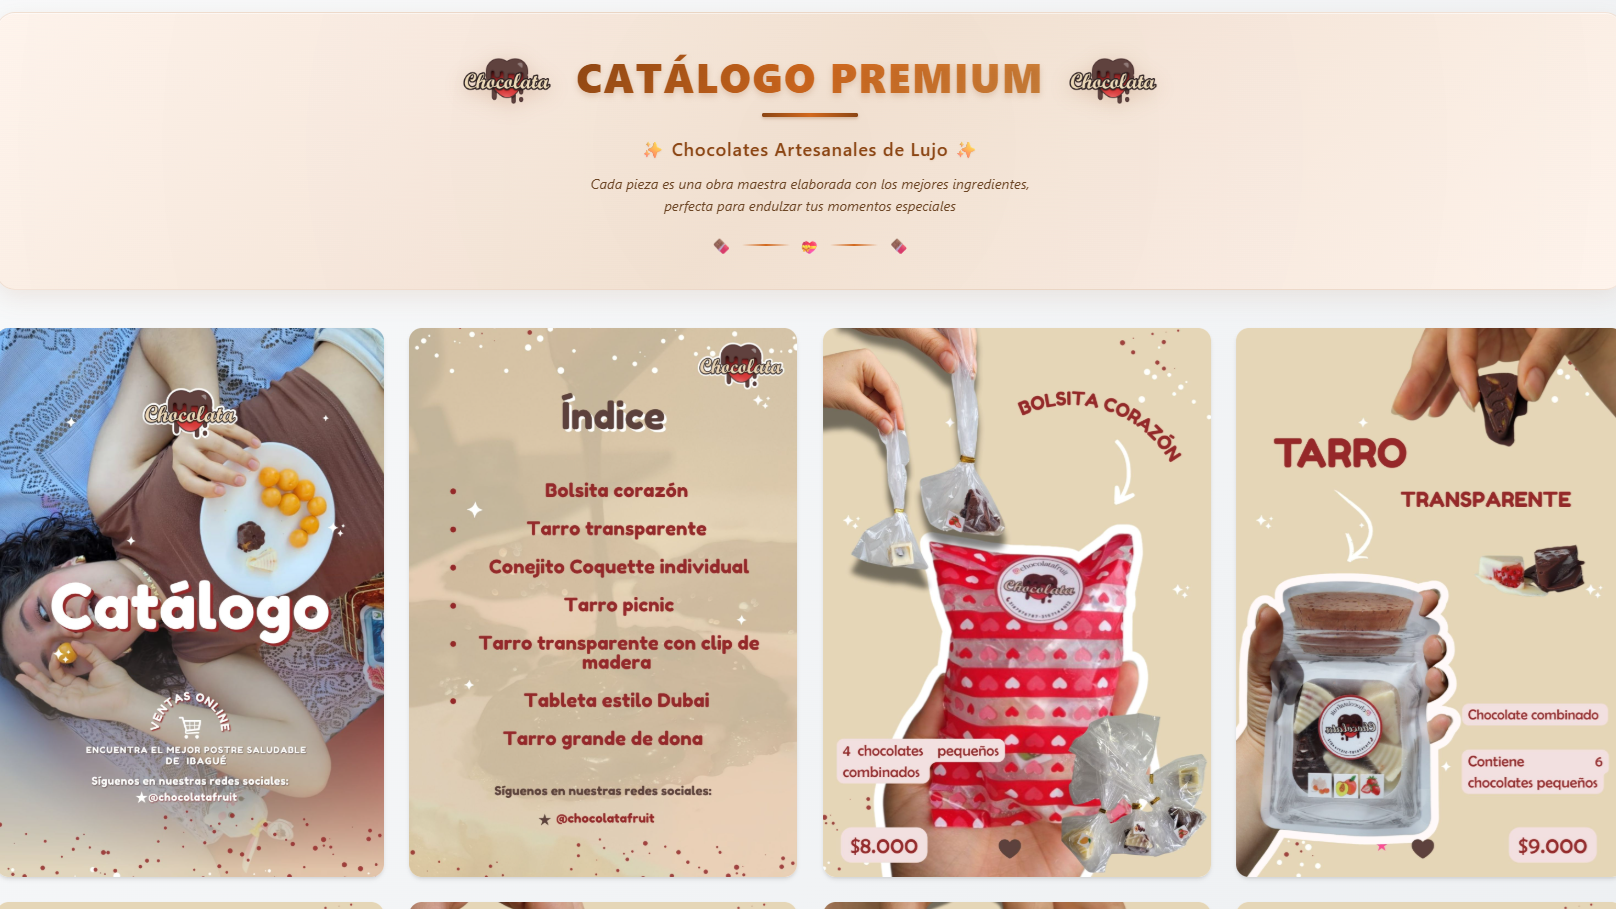 Chocolata
CATÁLOGO PREMIUM
Chocolata
✨ Chocolates Artesanales de Lujo ✨
Cada pieza es una obra maestra elaborada con los mejores ingredientes,
perfecta para endulzar tus momentos especiales
Chocolata
Catálogo
VENTAS ONLINE
ENCUENTRA EL MEJOR POSTRE SALUDABLE
DE IBAGUÉ
Síguenos en nuestras redes sociales:
★@chocolatafruit
Chocolata
Índice
• Bolsita corazón
• Tarro transparente
• Conejito Coquette individual
• Tarro picnic
• Tarro transparente con clip de
madera
• Tableta estilo Dubai
Tarro grande de dona
Síguenos en nuestras redes sociales:
★ @chocolatafruit
BOLSITA CORAZÓN
@chocolatafruit
Chocolata
4 chocolates pequeños
combinados
$8.000
TARRO
TRANSPARENTE
Chocolata
Chocolate combinado
Contiene 6
chocolates pequeños
$9.000